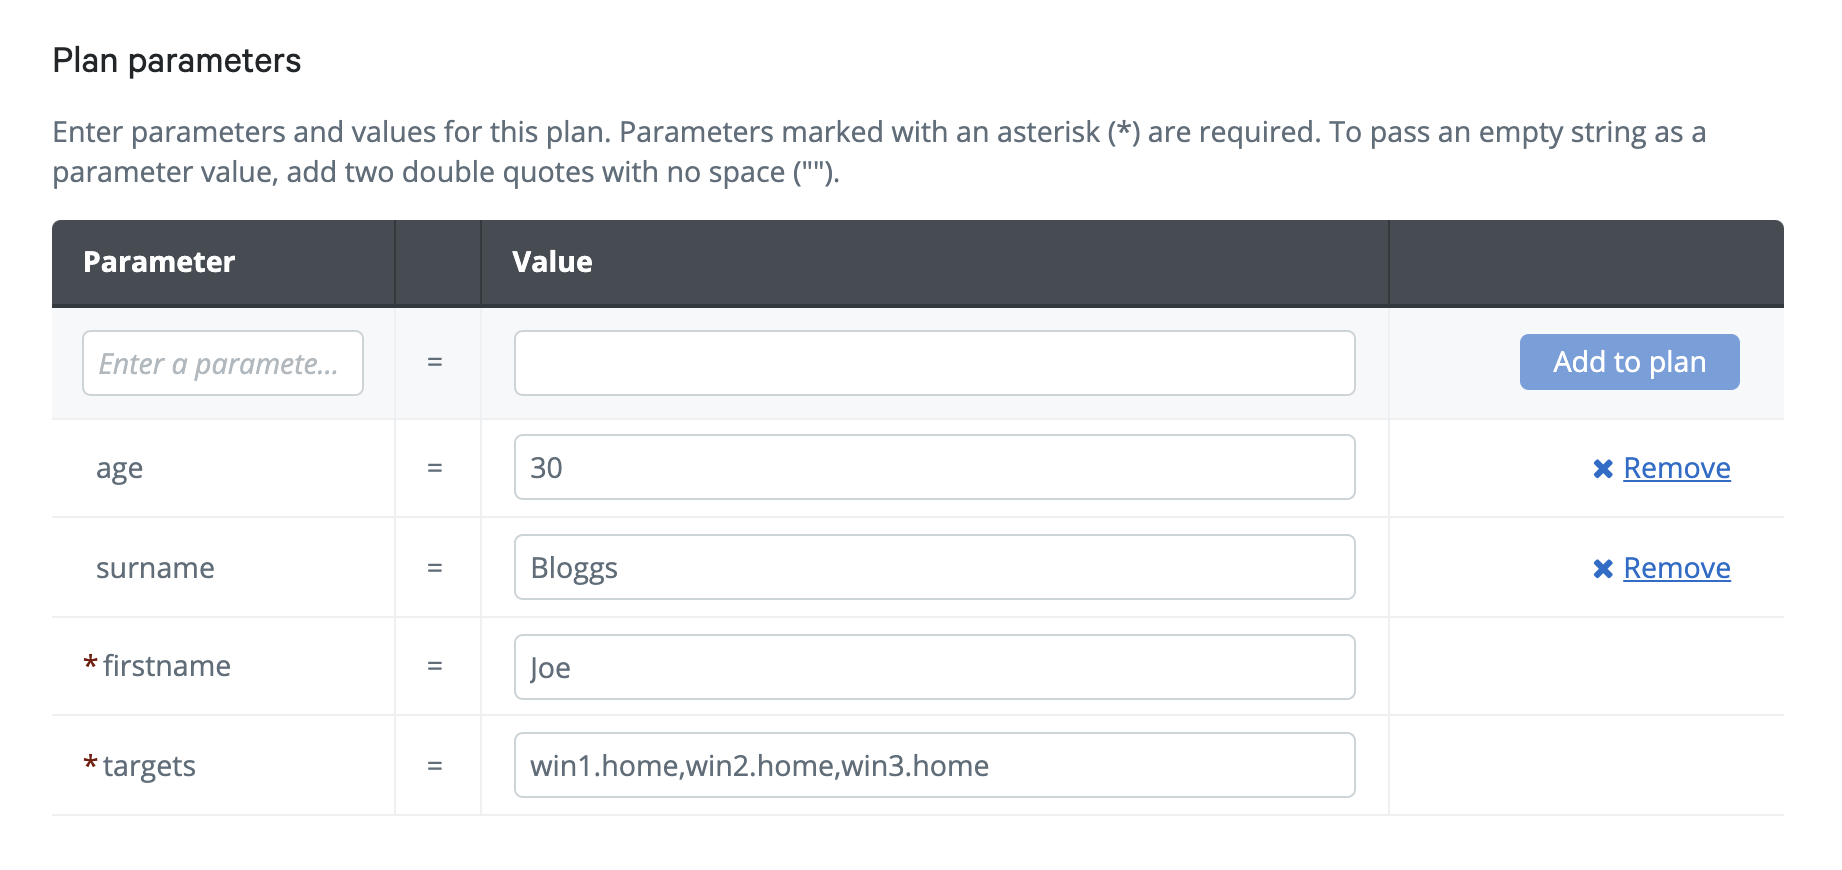 Plan parameters
Enter parameters and values for this plan. Parameters marked with an asterisk (*) are required. To pass an empty string as a
parameter value, add two double quotes with no space ("").
Parameter Value
Enter a paramete... = Add to plan
age = 30 ✖ Remove
surname = Bloggs ✖ Remove
* firstname = Joe
* targets = win1.home,win2.home,win3.home